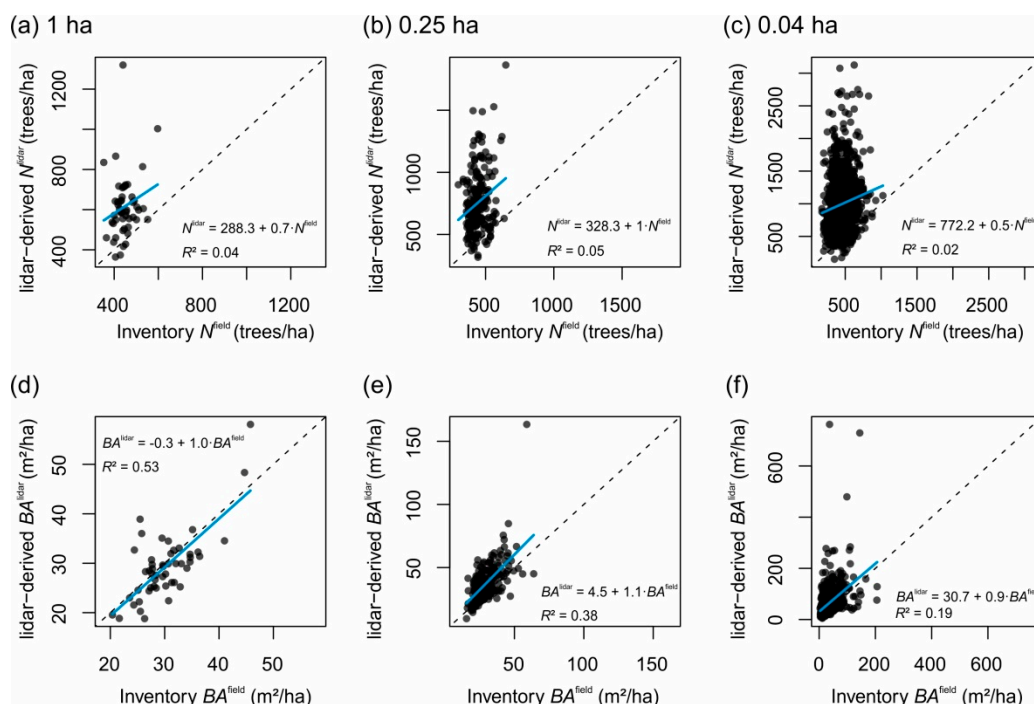 (a) 1 ha
(b) 0.25 ha
(c) 0.04 ha
lidar−derived N^lidar (trees/ha)
400 600 800 1200
N^lidar = 288.3 + 0.7·N^field
R² = 0.04
400 600 800 1200
Inventory N^field (trees/ha)
lidar−derived N^lidar (trees/ha)
500 1000
N^lidar = 328.3 + 1·N^field
R² = 0.05
500 1000 1500
Inventory N^field (trees/ha)
lidar−derived N^lidar (trees/ha)
500 1500 2500
N^lidar = 772.2 + 0.5·N^fiel
R² = 0.02
500 1500 3000
Inventory N^field (trees/ha)
(d)
(e)
(f)
lidar−derived BA^lidar (m²/ha)
20 30 40 50
BA^lidar = -0.3 + 1.0·BA^field
R² = 0.53
20 30 40 50
Inventory BA^field (m²/ha)
lidar−derived BA^lidar (m²/ha)
0 50 100 150
BA^lidar = 4.5 + 1.1·BA^field
R² = 0.38
50 100 150
Inventory BA^field (m²/ha)
lidar−derived BA^lidar (m²/ha)
0 200 400 600
BA^lidar = 30.7 + 0.9·BA^fie
R² = 0.19
0 200 400 600
Inventory BA^field (m²/ha)